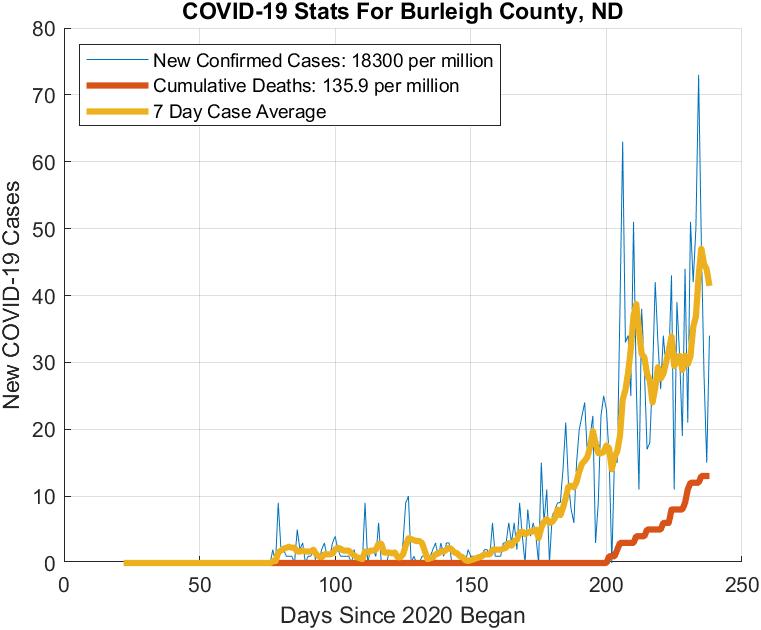 COVID-19 Stats For Burleigh County, ND
80
70
60
50
40
30
20
10
0
New COVID-19 Cases
New Confirmed Cases: 18300 per million
Cumulative Deaths: 135.9 per million
7 Day Case Average
0 50 100 150 200 250
Days Since 2020 Began